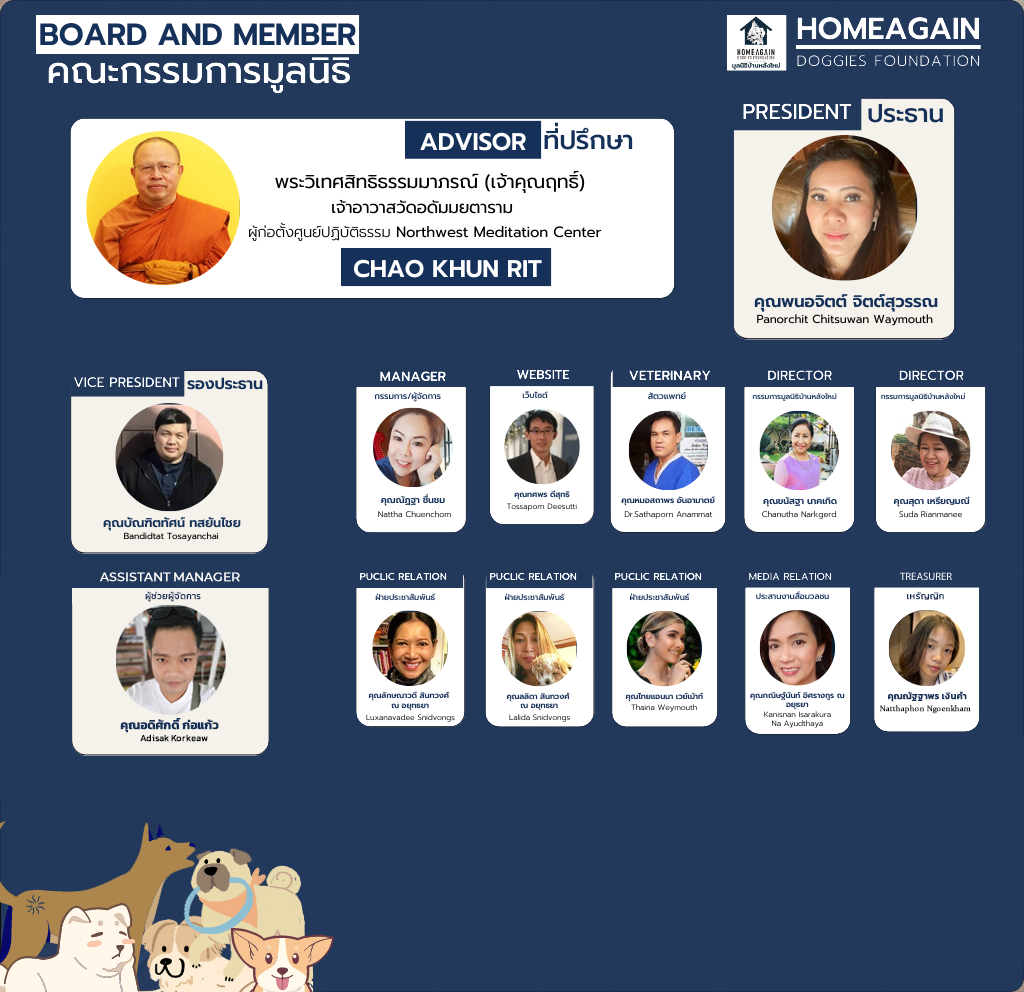 BOARD AND MEMBER
คณะกรรมการมูลนิธิ
HOMEAGAIN
DOGGIES FOUNDATION
มูลนิธิบ้านหลังใหม่
HOMEAGAIN
DOGGIES FOUNDATION
PRESIDENT ประธาน
คุณพนอจิตต์ จิตต์สุวรรณ
Panorchit Chitsuwan Waymouth
ADVISOR ที่ปรึกษา
พระวิเทศสิทธิธรรมมาภรณ์ (เจ้าคุณฤทธิ์)
เจ้าอาวาสวัดอตัมมยตาราม
ผู้ก่อตั้งศูนย์ปฏิบัติธรรม Northwest Meditation Center
CHAO KHUN RIT
VICE PRESIDENT รองประธาน
คุณบัณฑิตทัศน์ ทสยันไชย
Bandidtat Tosayanchai
MANAGER
กรรมการ/ผู้จัดการ
คุณณัฏฐา ชื่นชม
Nattha Chuenchom
WEBSITE
เว็บไซต์
คุณทศพร ดีสุทธิ
Tossaporn Deesutti
VETERINARY
สัตวแพทย์
คุณหมอสถาพร อันอามาตย์
Dr.Sathaporn Anammat
DIRECTOR
กรรมการมูลนิธิบ้านหลังใหม่
คุณขนัสฐา นาคเกิด
Chanutha Narkgerd
DIRECTOR
กรรมการมูลนิธิบ้านหลังใหม่
คุณสุดา เหรียญมณี
Suda Rianmanee
ASSISTANT MANAGER
ผู้ช่วยผู้จัดการ
คุณอดิศักดิ์ ก่อแก้ว
Adisak Korkeaw
PUCLIC RELATION
ฝ่ายประชาสัมพันธ์
คุณลักษณาวดี สินทวงศ์
ณ อยุทธยา
Luxanavadee Snidvongs
PUCLIC RELATION
ฝ่ายประชาสัมพันธ์
คุณลลิดา สินทวงศ์
ณ อยุทธยา
Lalida Snidvongs
PUCLIC RELATION
ฝ่ายประชาสัมพันธ์
คุณไทยแอนนา เวย์เม้าท์
Thaina Weymouth
MEDIA RELATION
ประสานงานสื่อมวลชน
คุณกณิษฐ์นันท์ อิศรางกูร ณ
อยุธยา
Kanisnan Isarakura
Na Ayudthaya
TREASURER
เหรัญญิก
คุณณัฐฐาพร เงินคำ
Natthaphon Ngoenkham